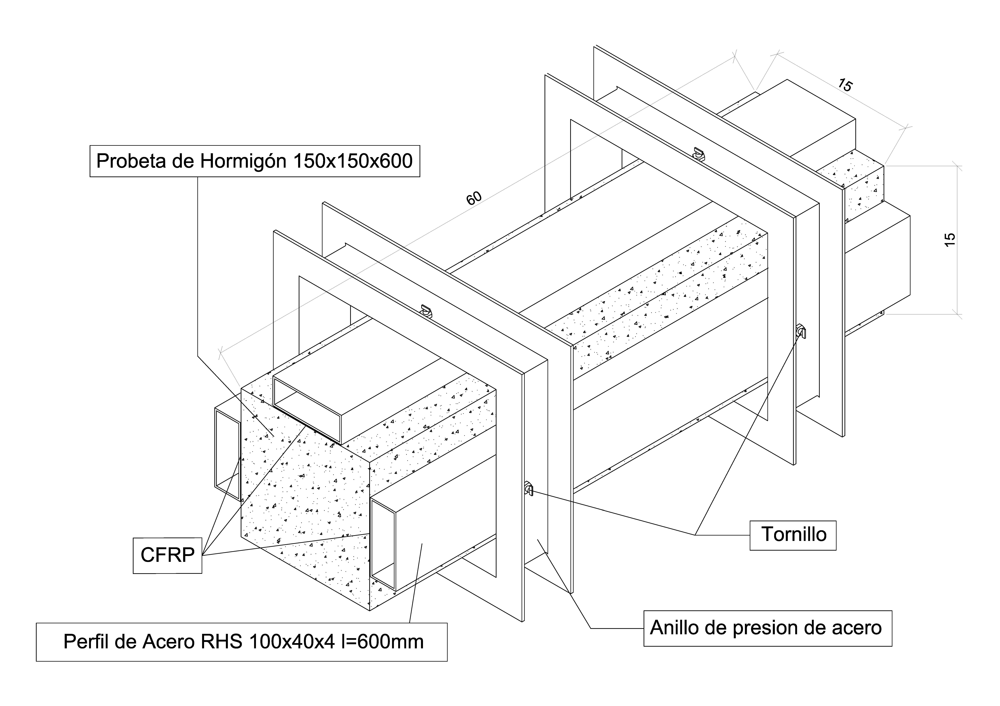 15
Probeta de Hormigón 150x150x600
60
15
Tornillo
CFRP
Anillo de presion de acero
Perfil de Acero RHS 100x40x4 l=600mm